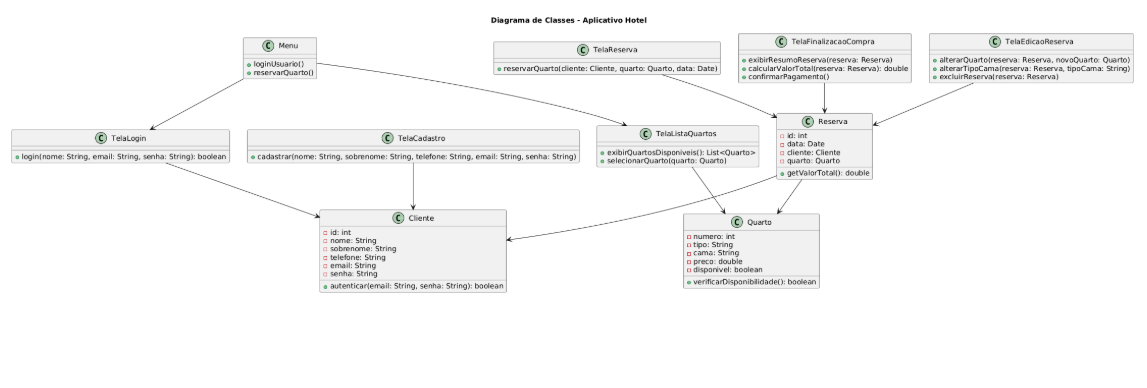 Diagrama de Classes - Aplicativo Hotel
C Menu
loginUsuario()
reservarQuarto()
C TelaReserva
reservarQuarto(cliente: Cliente, quarto: Quarto, data: Date)
C TelaFinalizacaoCompra
exibirResumoReserva(reserva: Reserva)
calcularValorTotal(reserva: Reserva): double
confirmarPagamento()
C TelaEdicaoReserva
alterarQuarto(reserva: Reserva, novoQuarto: Quarto)
alterarTipoCama(reserva: Reserva, tipoCama: String)
excluirReserva(reserva: Reserva)
C TelaLogin
login(nome: String, email: String, senha: String): boolean
C TelaCadastro
cadastrar(nome: String, sobrenome: String, telefone: String, email: String, senha: String)
C TelaListaQuartos
exibirQuartosDisponiveis(): List<Quarto>
selecionarQuarto(quarto: Quarto)
C Reserva
id: int
data: Date
cliente: Cliente
quarto: Quarto
getValorTotal(): double
C Cliente
id: int
nome: String
sobrenome: String
telefone: String
email: String
senha: String
autenticar(email: String, senha: String): boolean
C Quarto
numero: int
tipo: String
cama: String
preco: double
disponivel: boolean
verificarDisponibilidade(): boolean